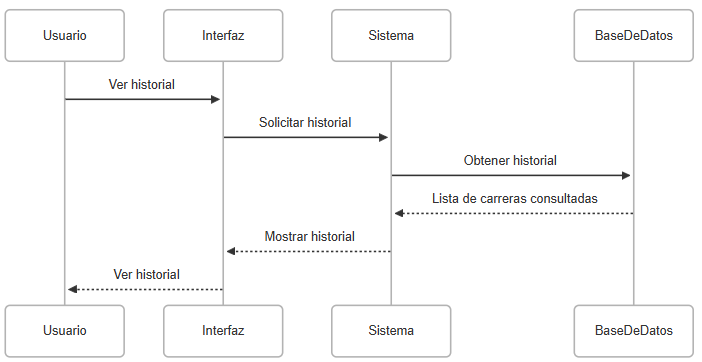 Usuario
Interfaz
Sistema
BaseDeDatos
Ver historial
Solicitar historial
Obtener historial
Lista de carreras consultadas
Mostrar historial
Ver historial
Usuario
Interfaz
Sistema
BaseDeDatos